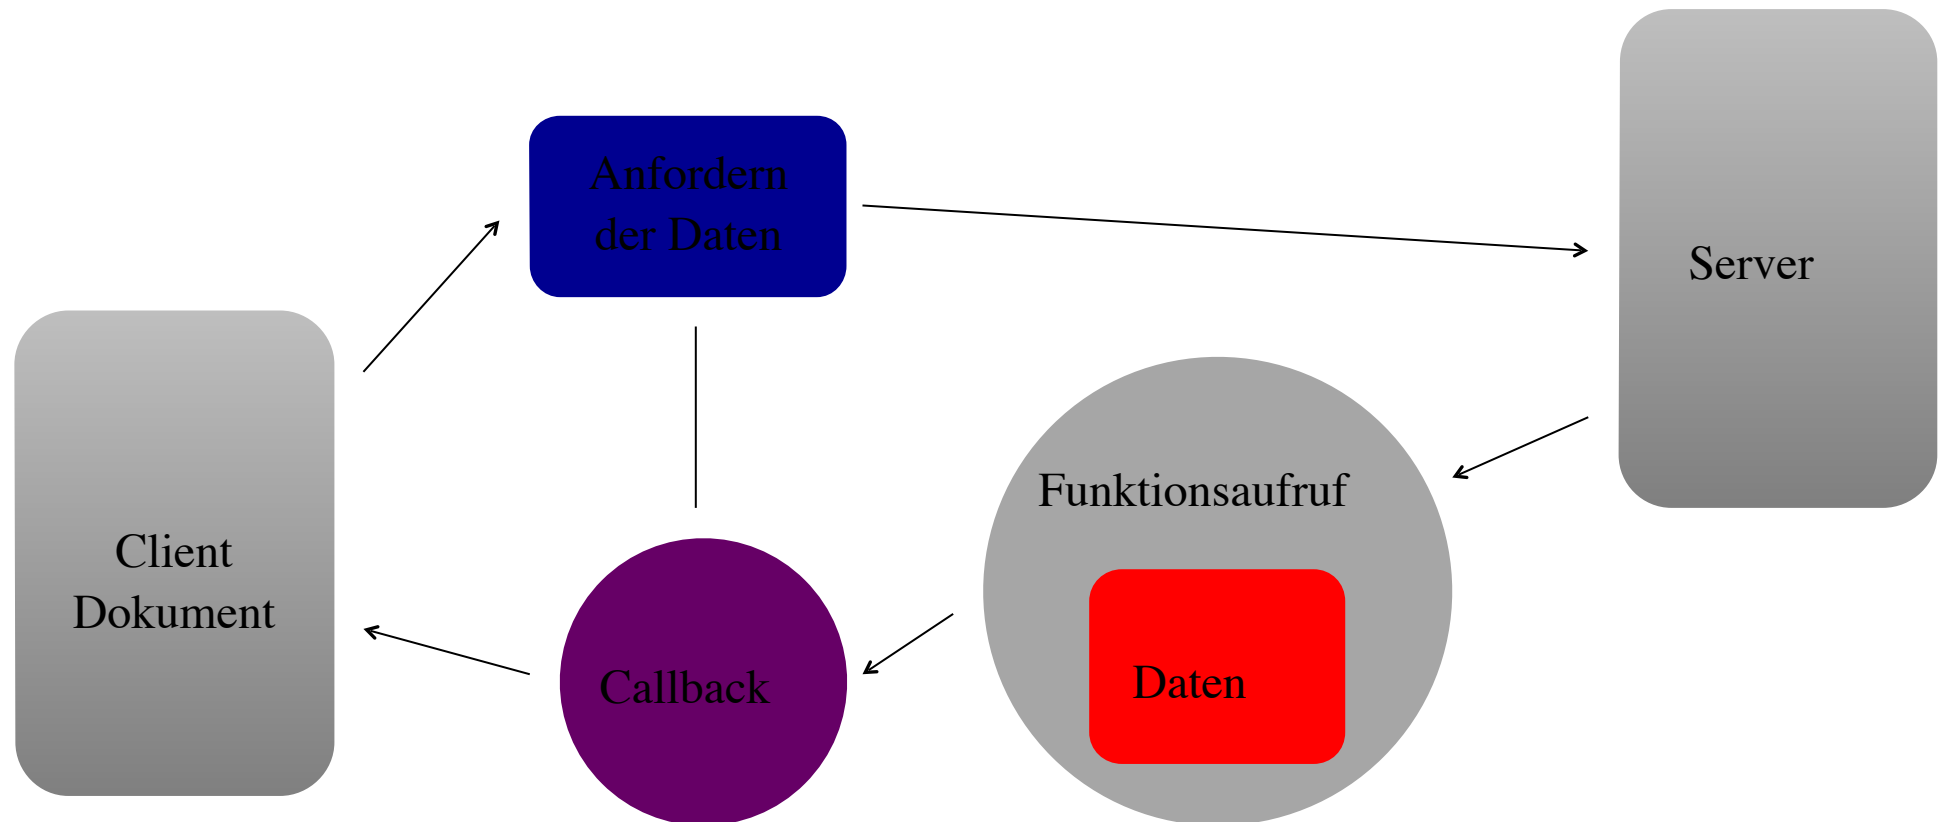 Anfordern
der Daten
Server
Client
Dokument
Funktionsaufruf
Callback
Daten